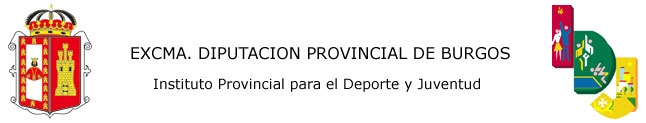 EXCMA. DIPUTACION PROVINCIAL DE BURGOS
Instituto Provincial para el Deporte y Juventud